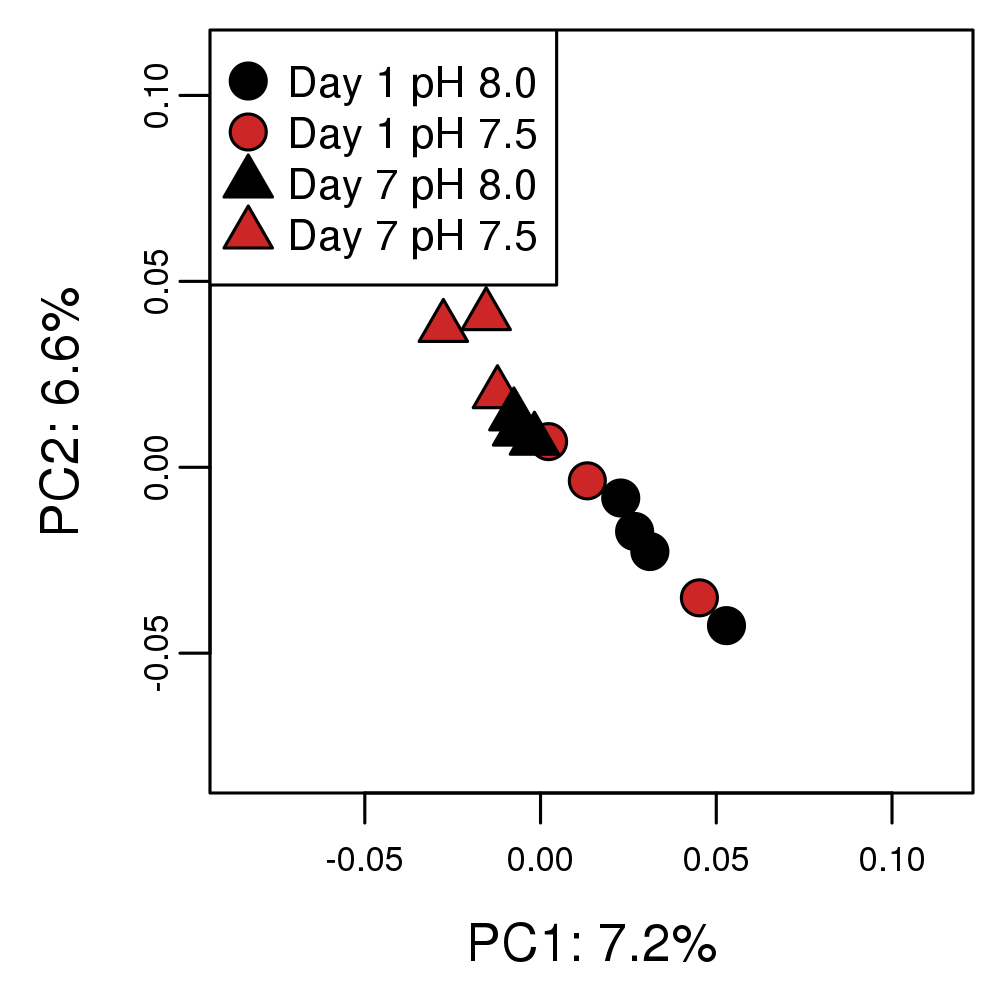 Day 1 pH 8.0
Day 1 pH 7.5
Day 7 pH 8.0
Day 7 pH 7.5
0.10
0.05
0.00
-0.05
PC2: 6.6%
-0.05 0.00 0.05 0.10
PC1: 7.2%